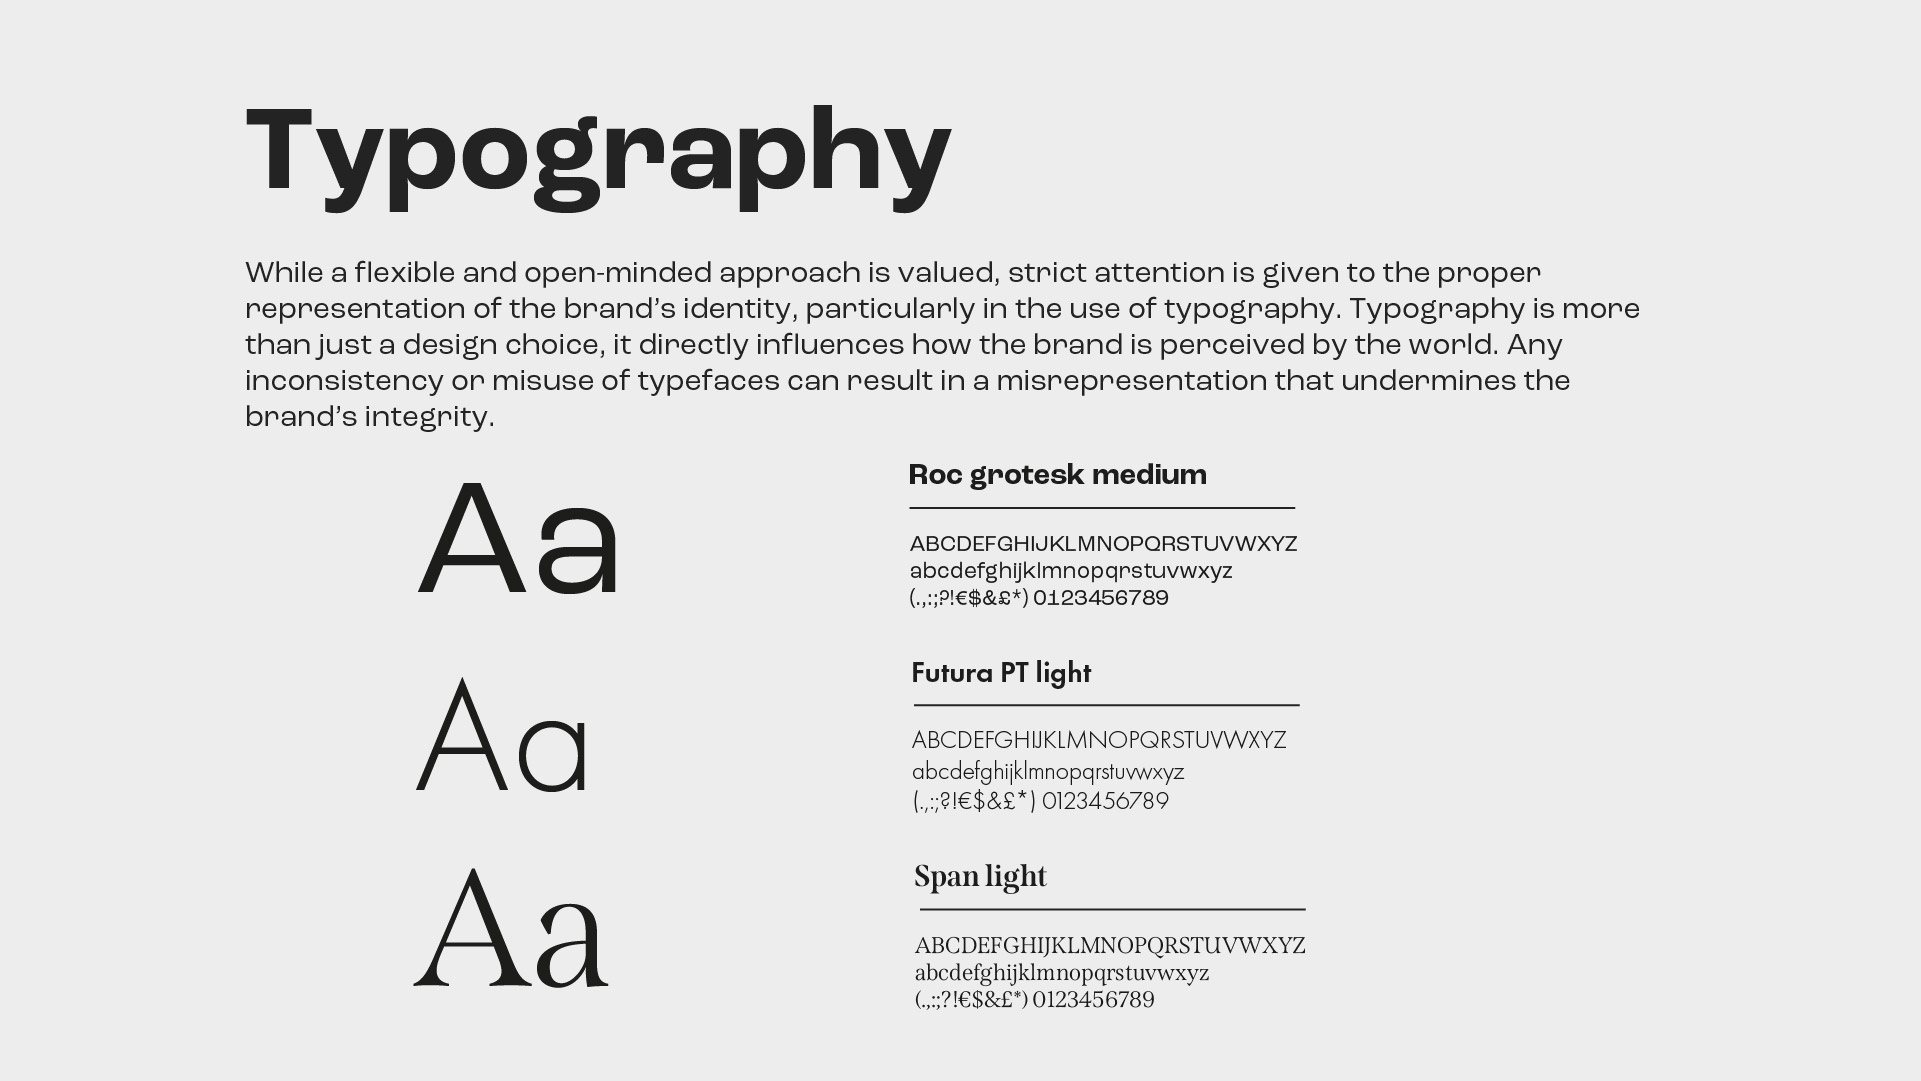 Typography
While a flexible and open-minded approach is valued, strict attention is given to the proper
representation of the brand’s identity, particularly in the use of typography. Typography is more
than just a design choice, it directly influences how the brand is perceived by the world. Any
inconsistency or misuse of typefaces can result in a misrepresentation that undermines the
brand’s integrity.
Aa
Roc grotesk medium
ABCDEFGHIJKLMNOPQRSTUVWXYZ
abcdefghijklmnopqrstuvwxyz
(.,:;?!€$&£*) 0123456789
Aa
Futura PT light
ABCDEFGHIJKLMNOPQRSTUVWXYZ
abcdefghijklmnopqrstuvwxyz
(.,:;?!€$&£*) 0123456789
Aa
Span light
ABCDEFGHIJKLMNOPQRSTUVWXYZ
abcdefghijklmnopqrstuvwxyz
(.,:;?!€$&£*) 0123456789